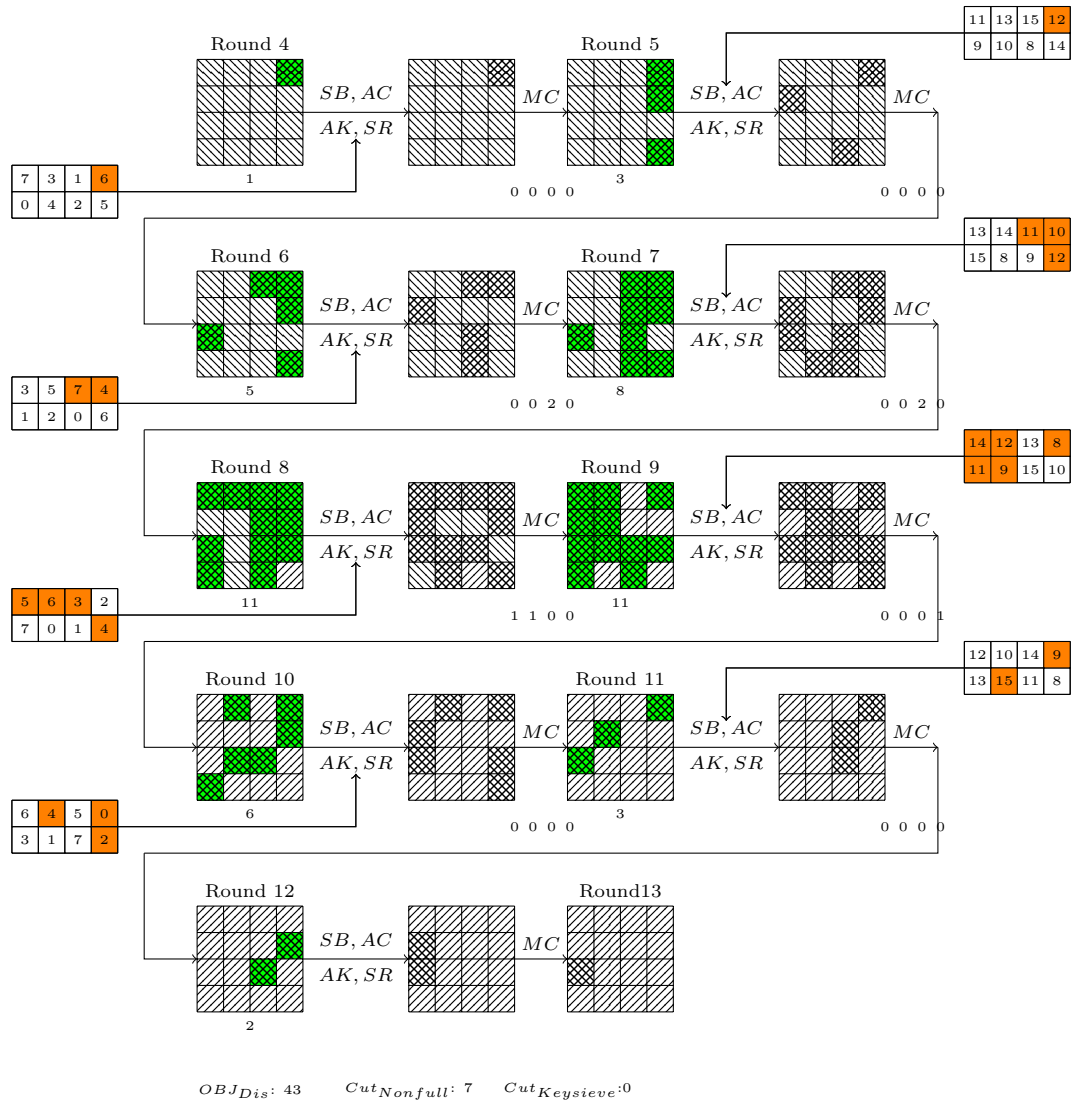 11 13 15 12
9 10 8 14
Round 4
Round 5
SB, AC
MC
SB, AC
MC
AK, SR
AK, SR
7 3 1 6
0 4 2 5
1
0 0 0 0
3
0 0 0 0
13 14 11 10
15 8 9 12
Round 6
Round 7
SB, AC
MC
SB, AC
MC
AK, SR
AK, SR
3 5 7 4
1 2 0 6
5
0 0 2 0
8
0 0 2 0
14 12 13 8
11 9 15 10
Round 8
Round 9
SB, AC
MC
SB, AC
MC
AK, SR
AK, SR
5 6 3 2
7 0 1 4
11
1 1 0 0
11
0 0 0 1
12 10 14 9
13 15 11 8
Round 10
Round 11
SB, AC
MC
SB, AC
MC
AK, SR
AK, SR
6 4 5 0
3 1 7 2
6
0 0 0 0
3
0 0 0 0
Round 12
Round13
SB, AC
MC
AK, SR
2
OBJ_Dis: 43 Cut_Nonfull: 7 Cut_Keysieve:0